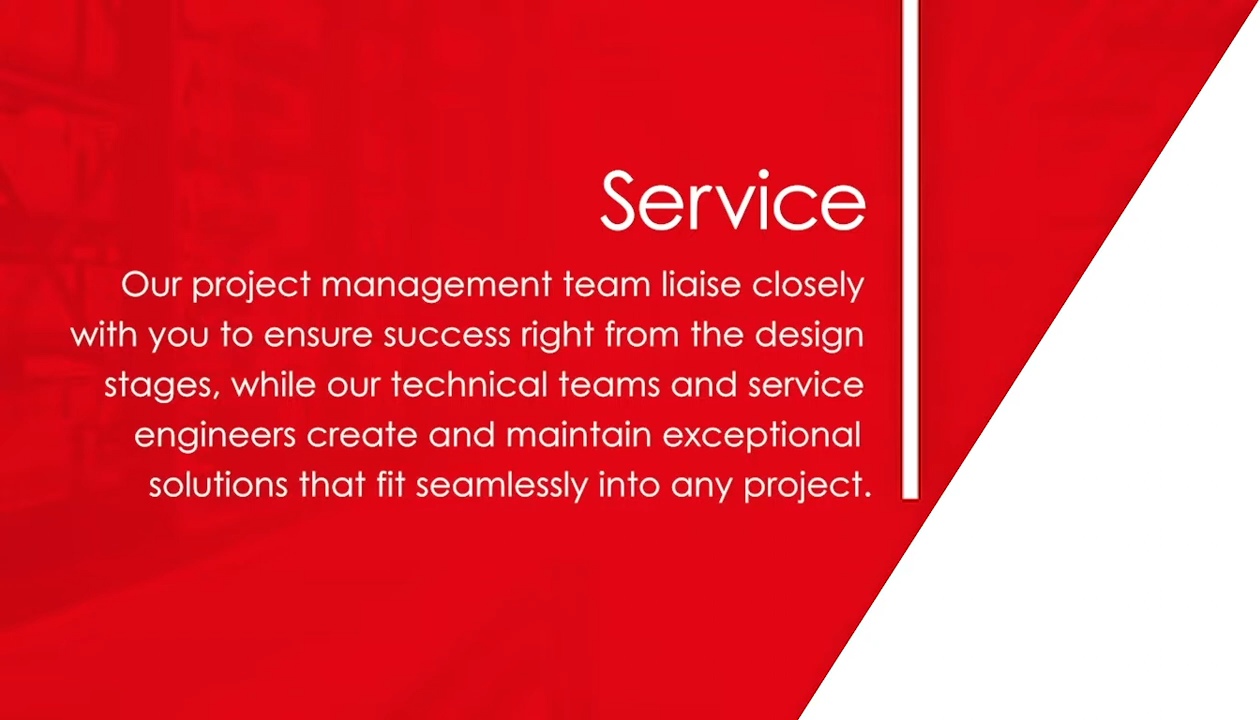 Service
Our project management team liaise closely
with you to ensure success right from the design
stages, while our technical teams and service
engineers create and maintain exceptional
solutions that fit seamlessly into any project.